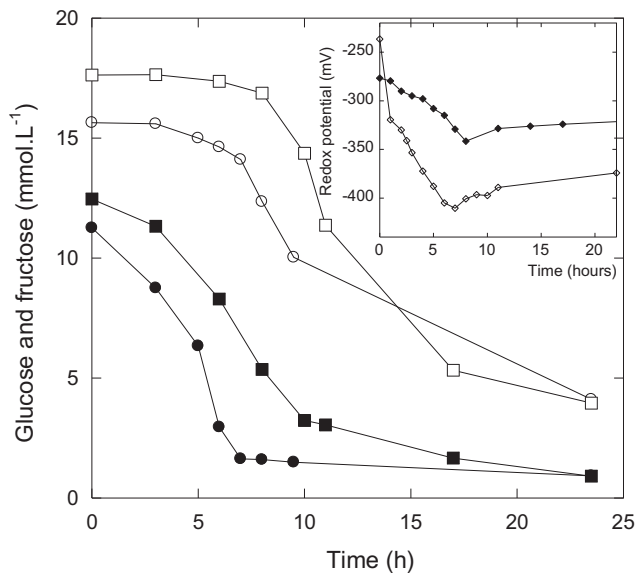 20
15
10
5
0
Glucose and fructose (mmol.L⁻¹)
0 5 10 15 20 25
Time (h)
-250
-300
-350
-400
Redox potential (mV)
0 5 10 15 20
Time (hours)